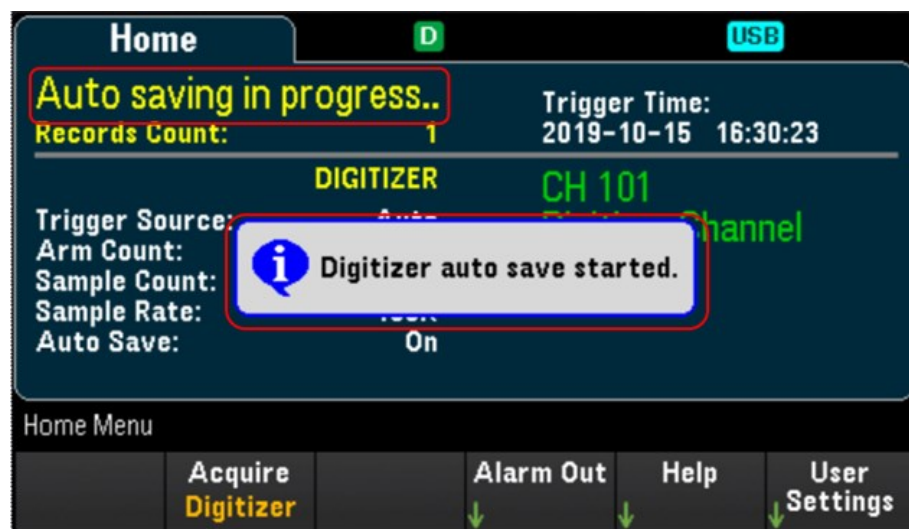 Home
D
USB
Auto saving in progress..
Trigger Time:
Records Count: 1
2019-10-15 16:30:23
DIGITIZER
CH 101
Channel
Trigger Source: Auto
Arm Count:
Digitizer auto save started.
Sample Count:
Sample Rate:
Auto Save: On
Home Menu
Acquire
Digitizer
Alarm Out
Help
User
Settings